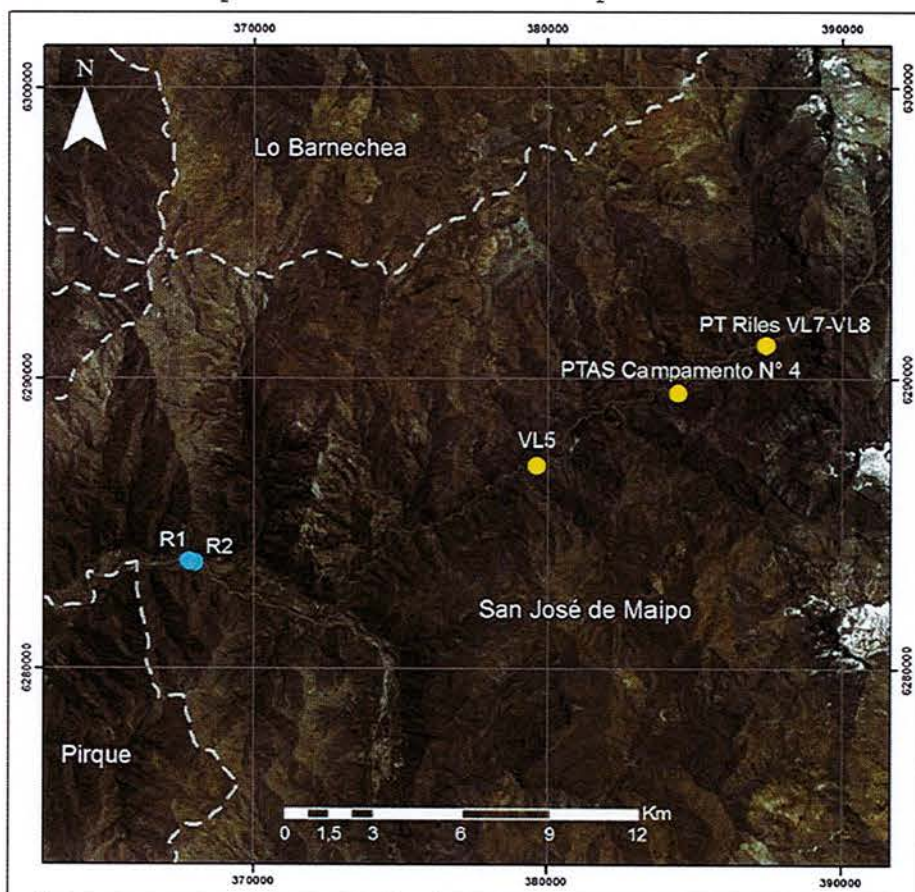 370000 380000 390000
N
6300000 6300000
Lo Barnechea
PT Riles VL7-VL8
6290000 6290000
PTAS Campamento N° 4
VL5
R1 R2
San José de Maipo
6280000 6280000
Pirque
Km
0 1,5 3 6 9 12
370000 380000 390000